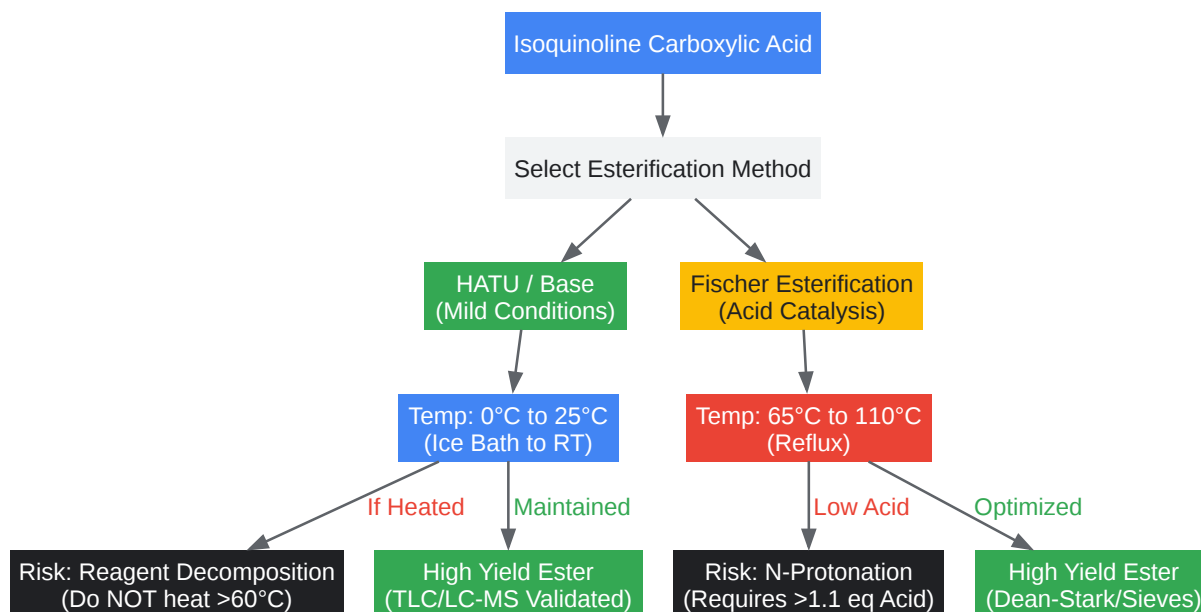 Isoquinoline Carboxylic Acid
Select Esterification Method
HATU / Base
(Mild Conditions)
Fischer Esterification
(Acid Catalysis)
Temp: 0°C to 25°C
(Ice Bath to RT)
Temp: 65°C to 110°C
(Reflux)
If Heated
Maintained
Low Acid
Optimized
Risk: Reagent Decomposition
(Do NOT heat >60°C)
High Yield Ester
(TLC/LC-MS Validated)
Risk: N-Protonation
(Requires >1.1 eq Acid)
High Yield Ester
(Dean-Stark/Sieves)